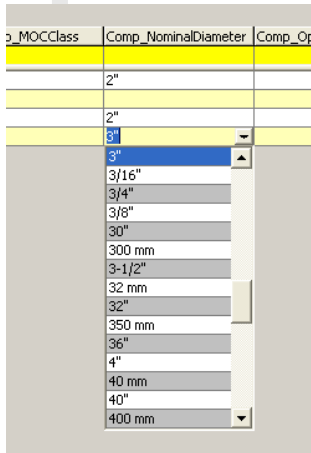 o_MOCClass Comp_NominalDiameter Comp_Op
2"
2"
3"
3"
3/16"
3/4"
3/8"
30"
300 mm
3-1/2"
32 mm
32"
350 mm
36"
4"
40 mm
40"
400 mm